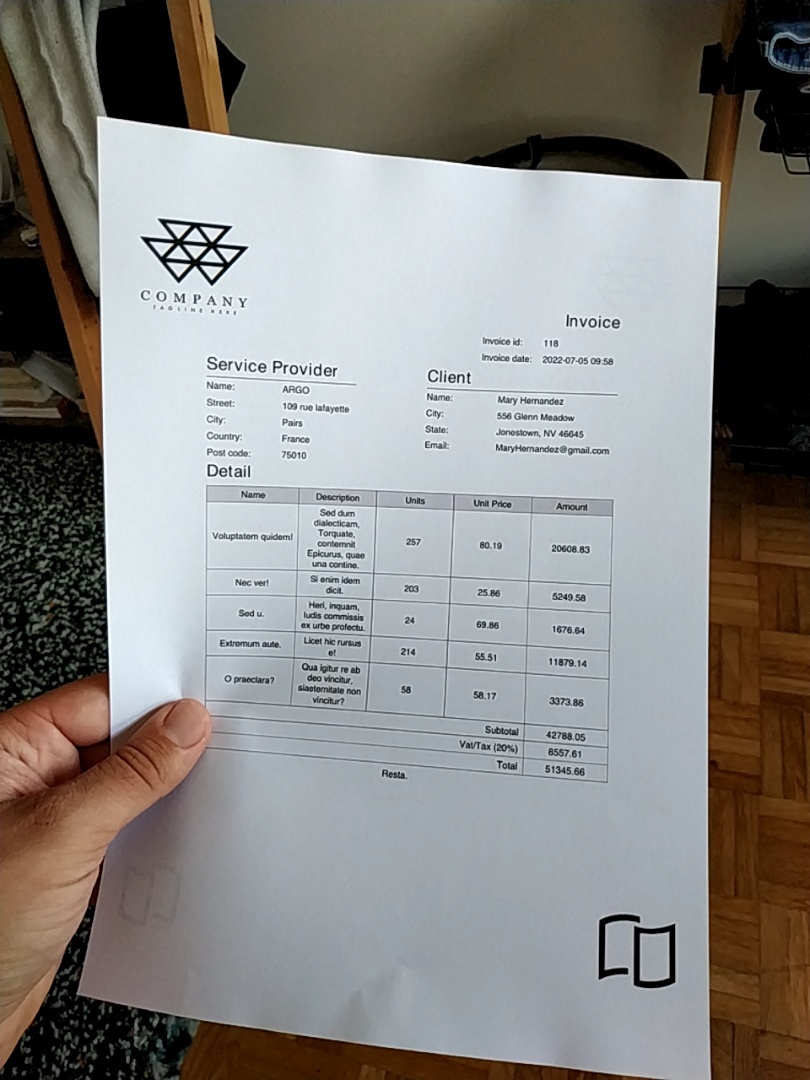 COMPANY
TAGLINE HERE
Invoice
Invoice id: 118
Invoice date: 2022-07-05 09:58
Service Provider
Name: ARGO
Street: 109 rue lafayette
City: Pairs
Country: France
Post code: 75010
Client
Name: Mary Hernandez
City: 556 Glenn Meadow
State: Jonestown, NV 46645
Email: MaryHernandez@gmail.com
Detail
Name Description Units Unit Price Amount
Voluptatem quidem! Sed dum dialecticam, Torquate, contemnit Epicurus, quae una contine. 257 80.19 20608.83
Nec ver! Si enim idem dicit. 203 25.86 5249.58
Sed u. Heri, inquam, ludis commissis ex urbe profectu. 24 69.86 1676.64
Extremum aute. Licet hic rursus e! 214 55.51 11879.14
O praeclara? Qua igitur re ab deo vincitur, siaeternitate non vincitur? 58 58.17 3373.86
Subtotal 42788.05
Vat/Tax (20%) 8557.61
Total 51345.66
Resta.